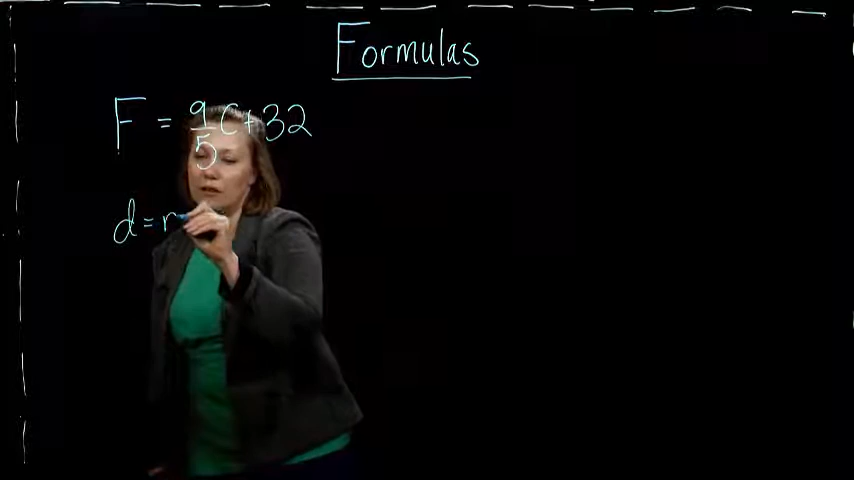 Formulas
F = 9/5 C + 32
d = r